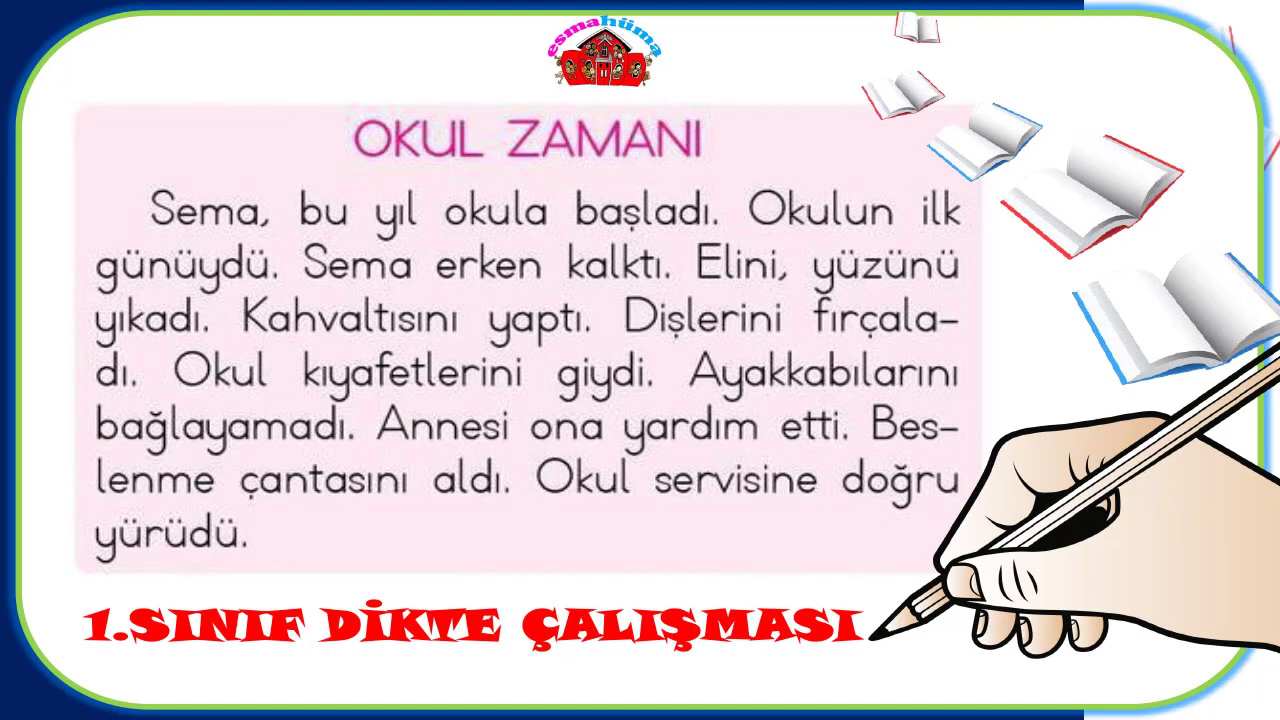 esmahüma
OKUL ZAMANI
Sema, bu yıl okula başladı. Okulun ilk
günüydü. Sema erken kalktı. Elini, yüzünü
yıkadı. Kahvaltısını yaptı. Dişlerini fırçala-
dı. Okul kıyafetlerini giydi. Ayakkabılarını
bağlayamadı. Annesi ona yardım etti. Bes-
lenme çantasını aldı. Okul servisine doğru
yürüdü.
1.SINIF DİKTE ÇALIŞMASI